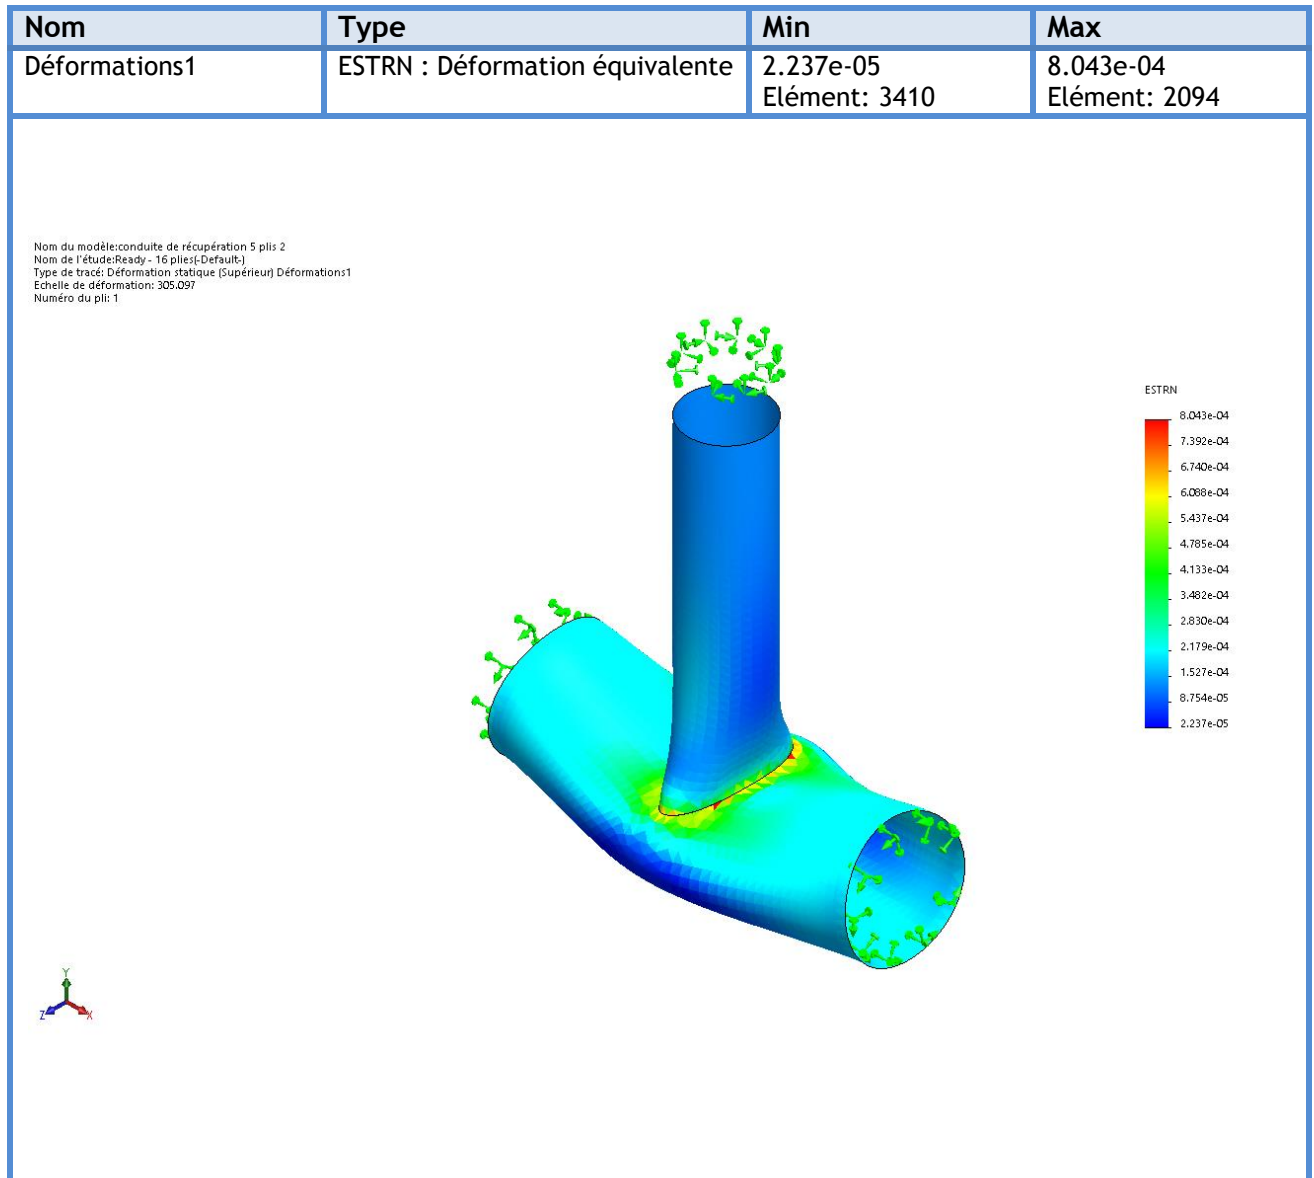 Nom Type Min Max
Déformations1 ESTRN : Déformation équivalente 2.237e-05 8.043e-04
Elément: 3410 Elément: 2094
Nom du modèle:conduite de récupération 5 plis 2
Nom de l'étude:Ready - 16 plies(-Default-)
Type de tracé: Déformation statique (Supérieur) Déformations1
Echelle de déformation: 305.097
Numéro du pli: 1
ESTRN
8.043e-04
7.392e-04
6.740e-04
6.088e-04
5.437e-04
4.785e-04
4.133e-04
3.482e-04
2.830e-04
2.179e-04
1.527e-04
8.754e-05
2.237e-05
Y
Z X